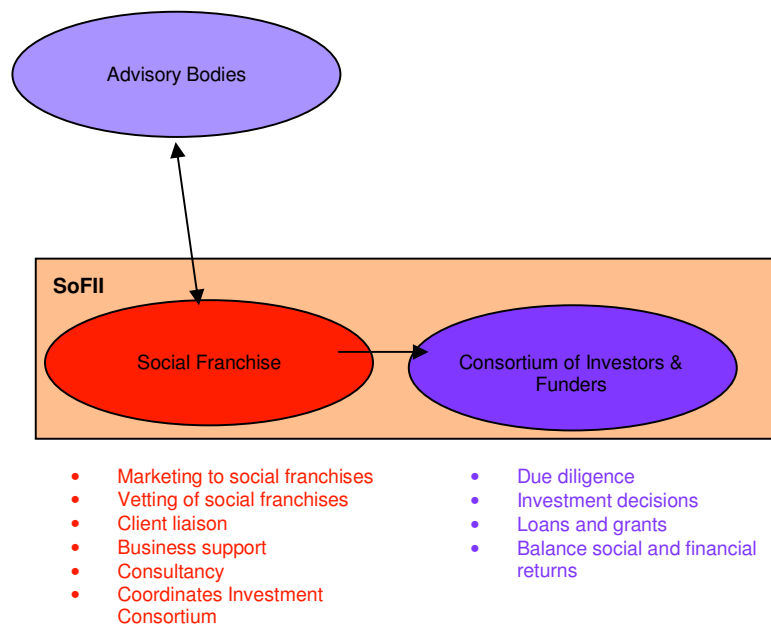 Advisory Bodies
SoFII
Social Franchise
Consortium of Investors &
Funders
• Marketing to social franchises
• Vetting of social franchises
• Client liaison
• Business support
• Consultancy
• Coordinates Investment
Consortium
• Due diligence
• Investment decisions
• Loans and grants
• Balance social and financial
returns